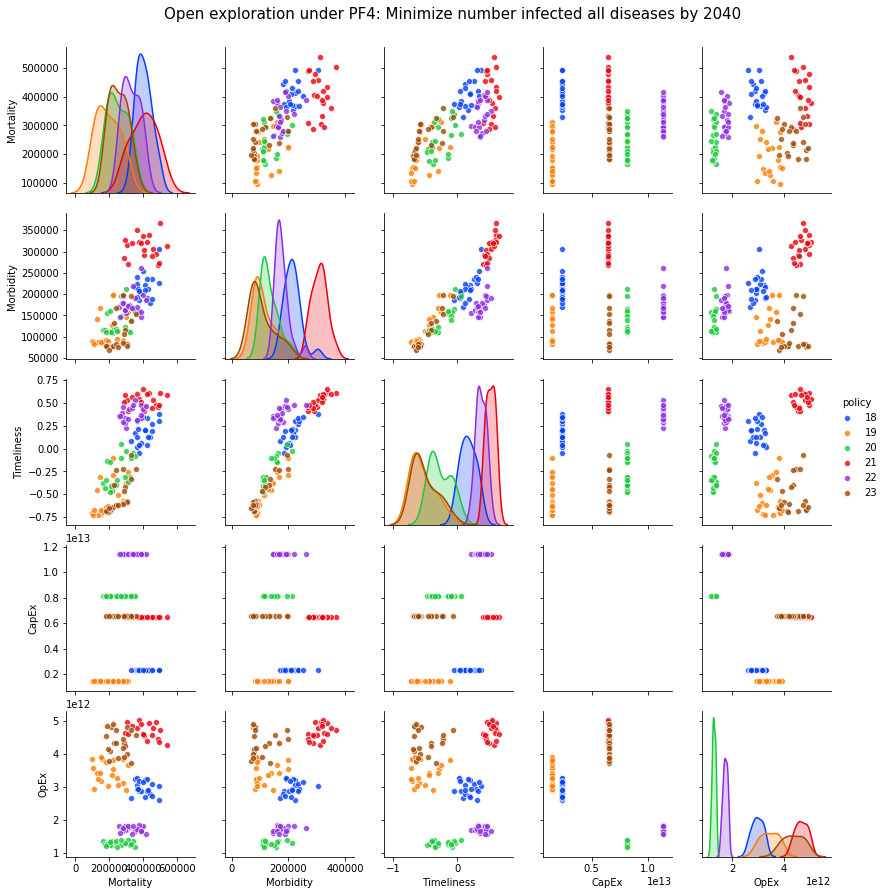 Open exploration under PF4: Minimize number infected all diseases by 2040
500000
400000
300000
200000
100000
Mortality
350000
300000
250000
200000
150000
100000
50000
Morbidity
0.75
0.50
0.25
0.00
−0.25
−0.50
−0.75
Timeliness
policy
18
19
20
21
22
23
1e13
1.2
1.0
0.8
0.6
0.4
0.2
CapEx
1e12
5
4
3
2
1
OpEx
0 200000 400000 600000
Mortality
0 200000 400000
Morbidity
−1 0
Timeliness
0.5 1.0
1e13
CapEx
2 4
1e12
OpEx